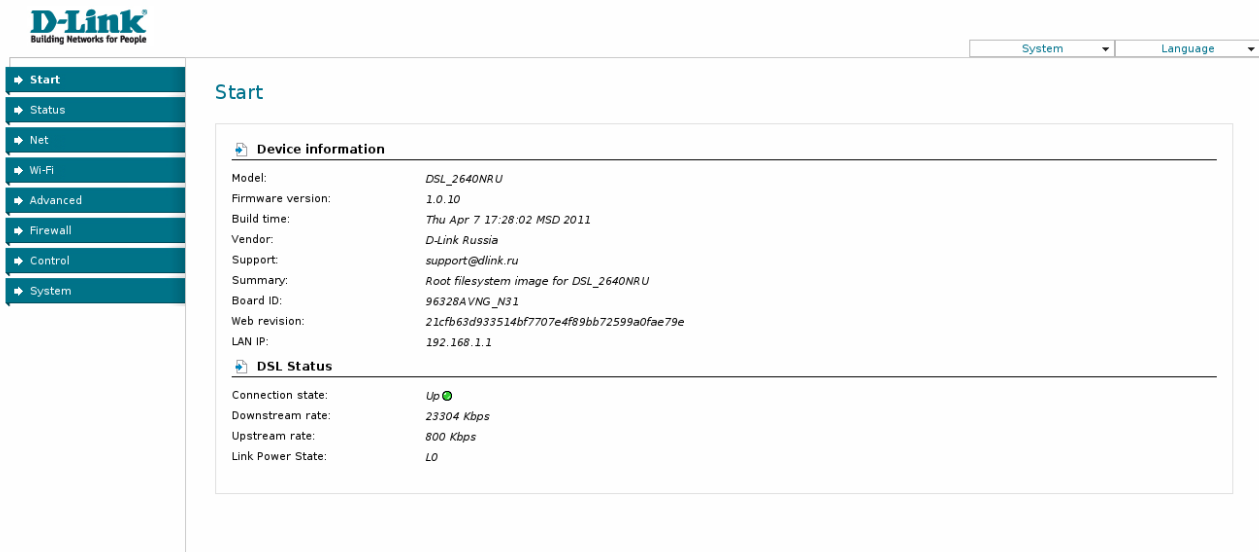 D-Link®
Building Networks for People
System Language
Start
Status
Net
Wi-Fi
Advanced
Firewall
Control
System
Start
Device information
Model: DSL_2640NRU
Firmware version: 1.0.10
Build time: Thu Apr 7 17:28:02 MSD 2011
Vendor: D-Link Russia
Support: support@dlink.ru
Summary: Root filesystem image for DSL_2640NRU
Board ID: 96328AVNG_N31
Web revision: 21cfb63d933514bf7707e4f89bb72599a0fae79e
LAN IP: 192.168.1.1
DSL Status
Connection state: Up
Downstream rate: 23304 Kbps
Upstream rate: 800 Kbps
Link Power State: L0